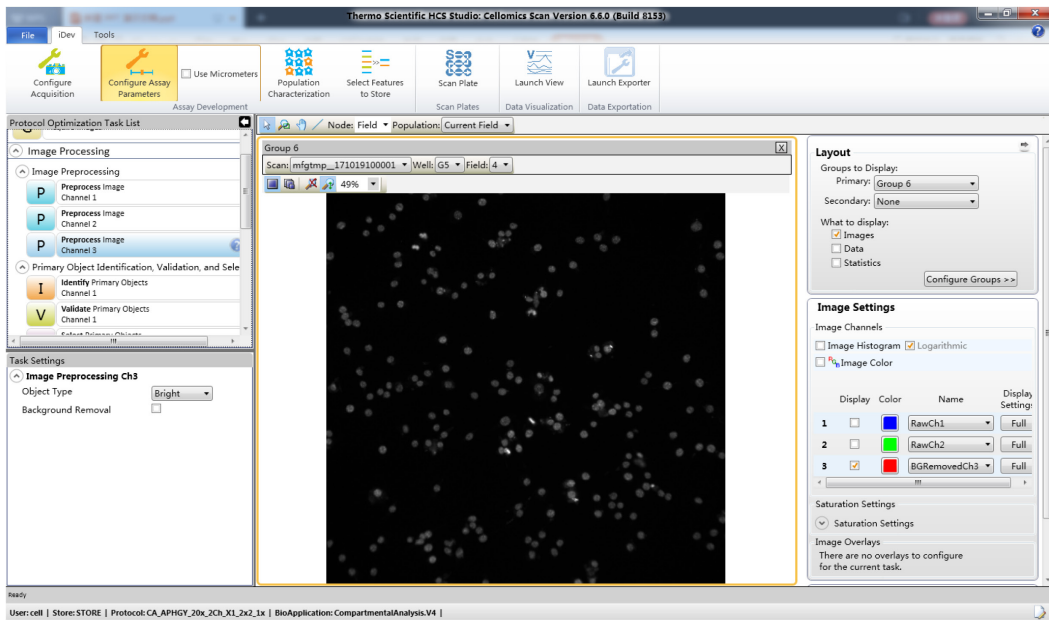 Thermo Scientific HCS Studio: Cellomics Scan Version 6.6.0 (Build 8153)
File iDev Tools
Configure Acquisition
Configure Assay Parameters
Use Micrometers
Population Characterization
Select Features to Store
Scan Plate
Launch View
Launch Exporter
Assay Development Scan Plates Data Visualization Data Exportation
Protocol Optimization Task List
Image Processing
Image Preprocessing
P Preprocess Image
Channel 1
P Preprocess Image
Channel 2
P Preprocess Image
Channel 3
Primary Object Identification, Validation, and Sele
I Identify Primary Objects
Channel 1
V Validate Primary Objects
Channel 1
Task Settings
Image Preprocessing Ch3
Object Type Bright
Background Removal
Node: Field Population: Current Field
Group 6 X
Scan: mfgtmp_171019100001 Well: G5 Field: 4
49%
Layout
Groups to Display:
Primary: Group 6
Secondary: None
What to display:
Images
Data
Statistics
Configure Groups >>
Image Settings
Image Channels
Image Histogram Logarithmic
Image Color
Display Color Name Display Settings
1 RawCh1 Full
2 RawCh2 Full
3 BGRemovedCh3 Full
Saturation Settings
Saturation Settings
Image Overlays
There are no overlays to configure
for the current task.
Ready
User: cell | Store: STORE | Protocol: CA_APHGY_20x_2Ch_X1_2x2_1x | BioApplication: CompartmentalAnalysis.V4 |